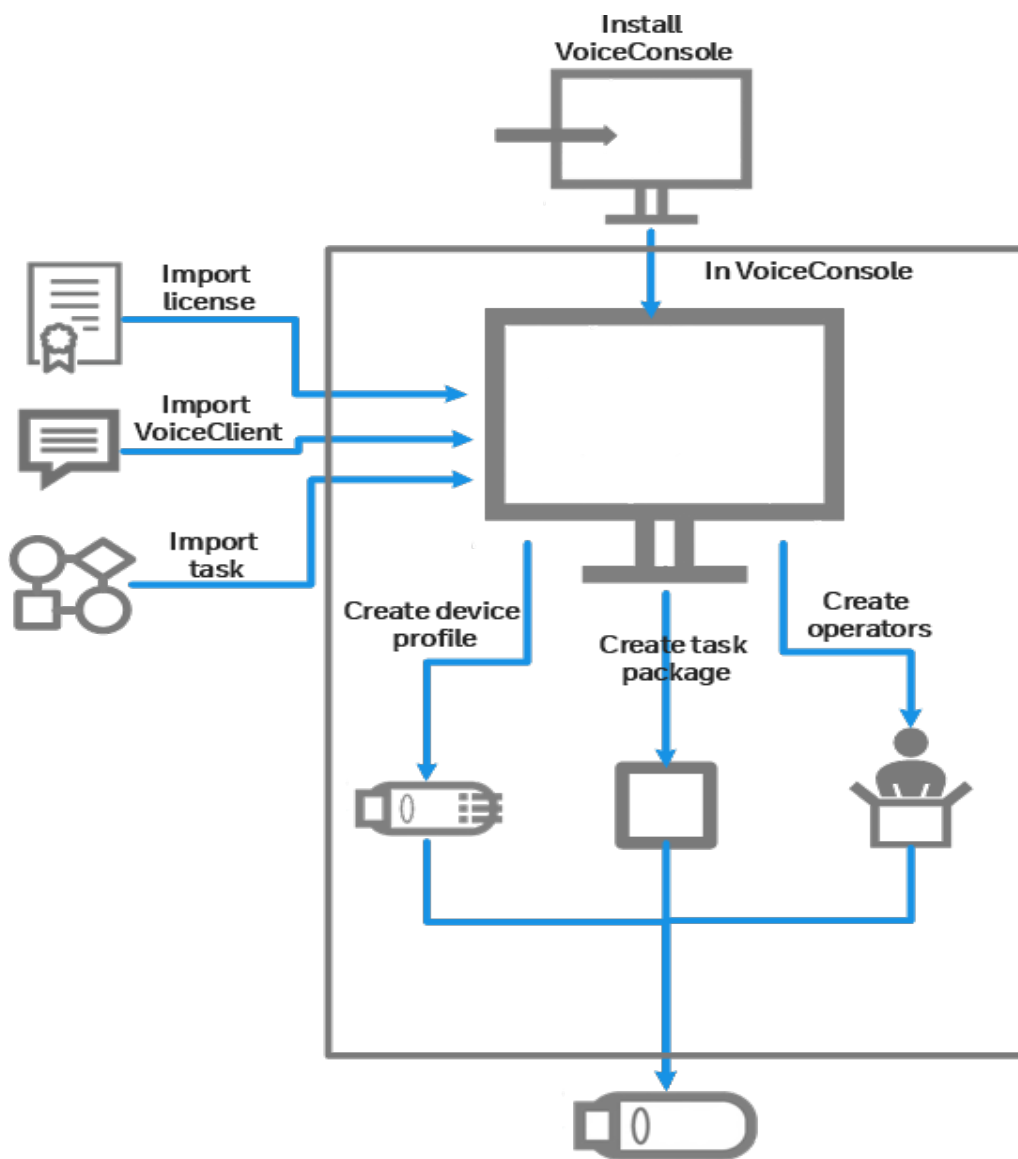 Install
VoiceConsole
In VoiceConsole
Import
license
Import
VoiceClient
Import
task
Create device
profile
Create task
package
Create
operators